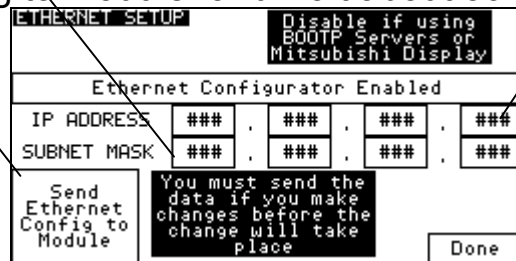 ETHERNET SETUP
Disable if using
BOOTP Servers or
Mitsubishi Display
Ethernet Configurator Enabled
IP ADDRESS ### . ### . ### . ###
SUBNET MASK ### . ### . ### . ###
Send
Ethernet
Config to
Module
You must send the
data if you make
changes before the
change will take
place
Done